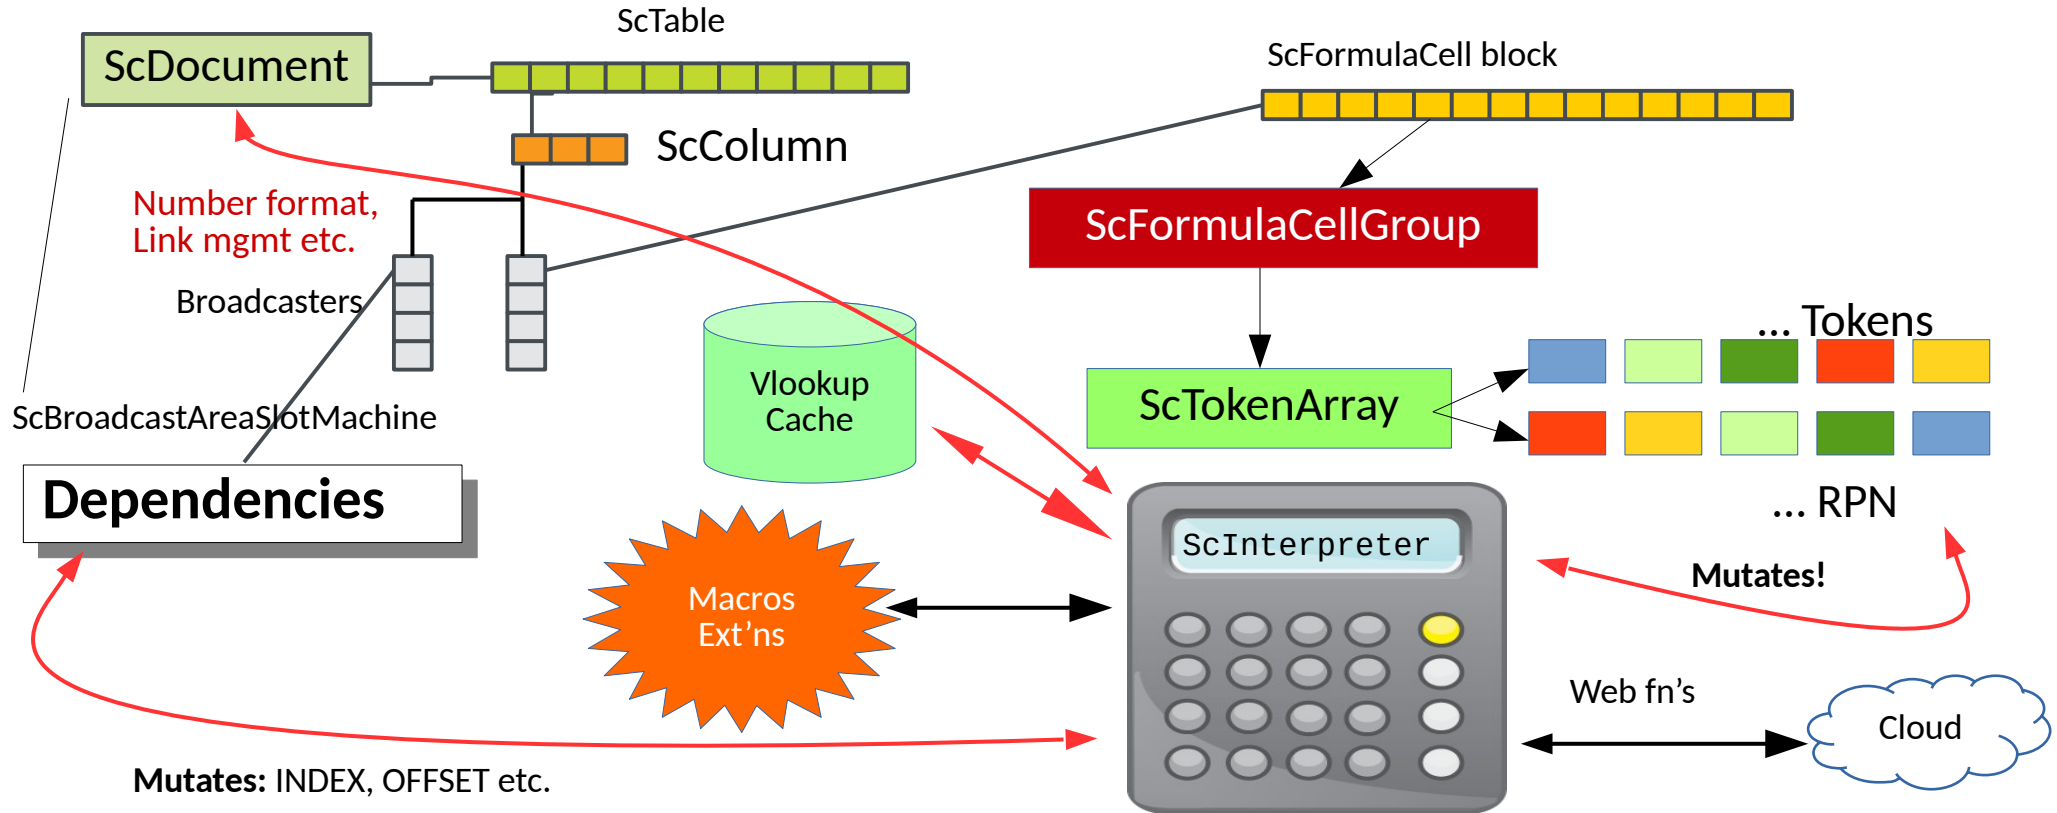 ScTable
ScDocument
ScFormulaCell block
ScColumn
Number format,
Link mgmt etc.
ScFormulaCellGroup
Broadcasters
... Tokens
Vlookup
Cache
ScTokenArray
ScBroadcastAreaSlotMachine
Dependencies
... RPN
ScInterpreter
Mutates!
Macros
Ext’ns
Web fn’s
Cloud
Mutates: INDEX, OFFSET etc.